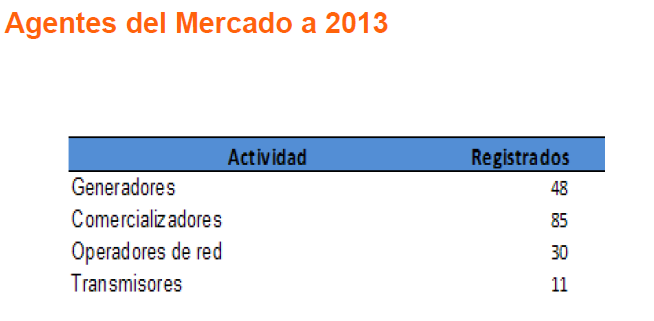 Agentes del Mercado a 2013
Actividad Registrados
Generadores 48
Comercializadores 85
Operadores de red 30
Transmisores 11